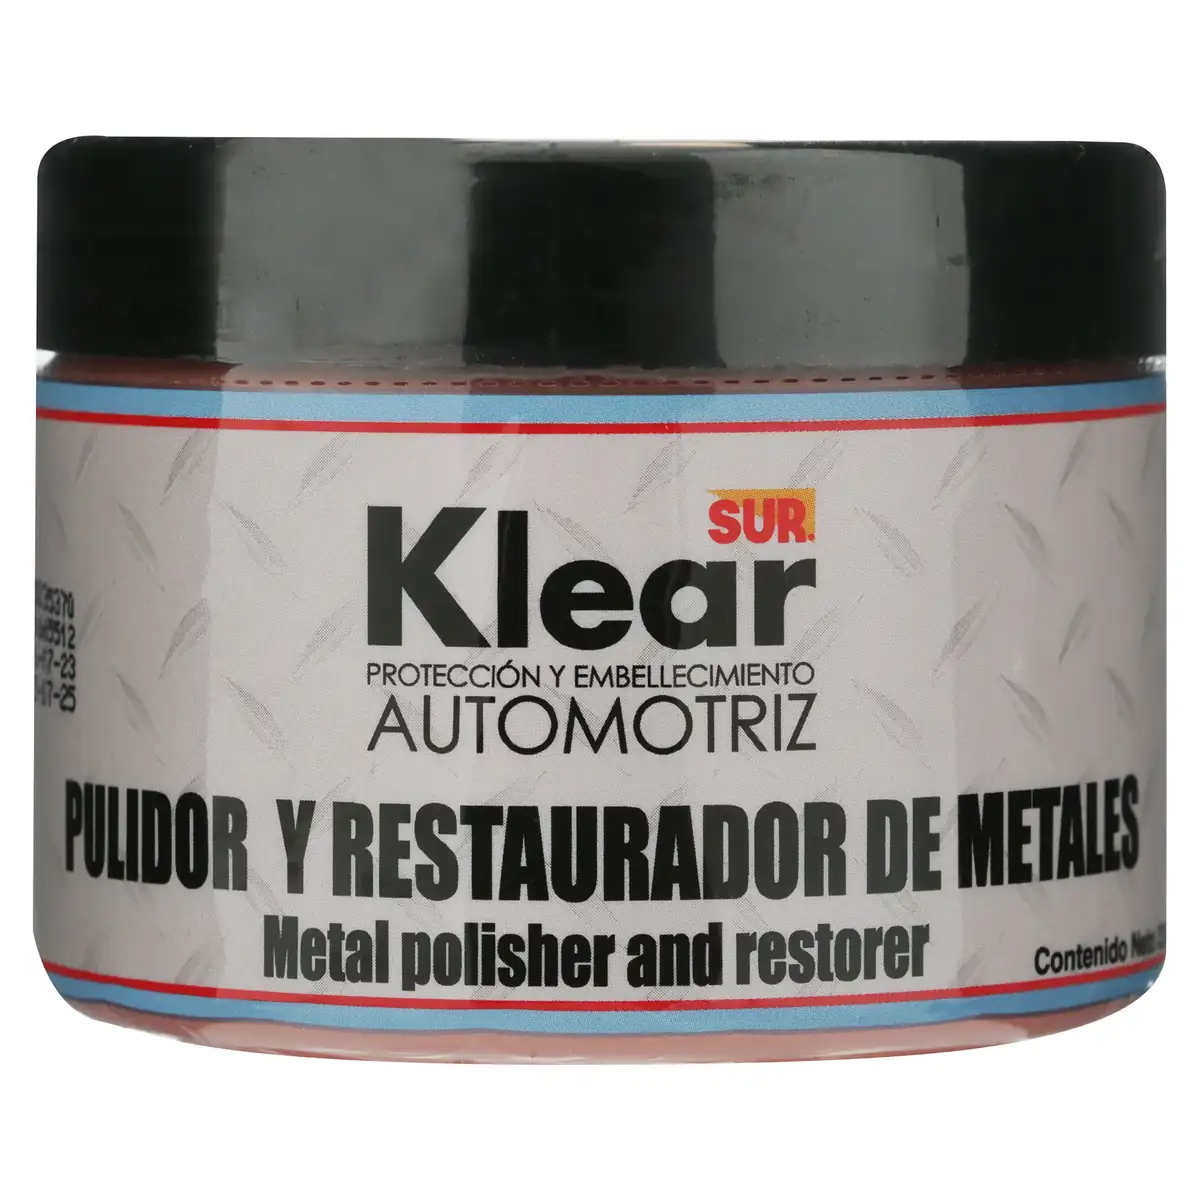 SUR.
Klear
PROTECCIÓN Y EMBELLECIMIENTO
AUTOMOTRIZ
PULIDOR Y RESTAURADOR DE METALES
Metal polisher and restorer
Contenido